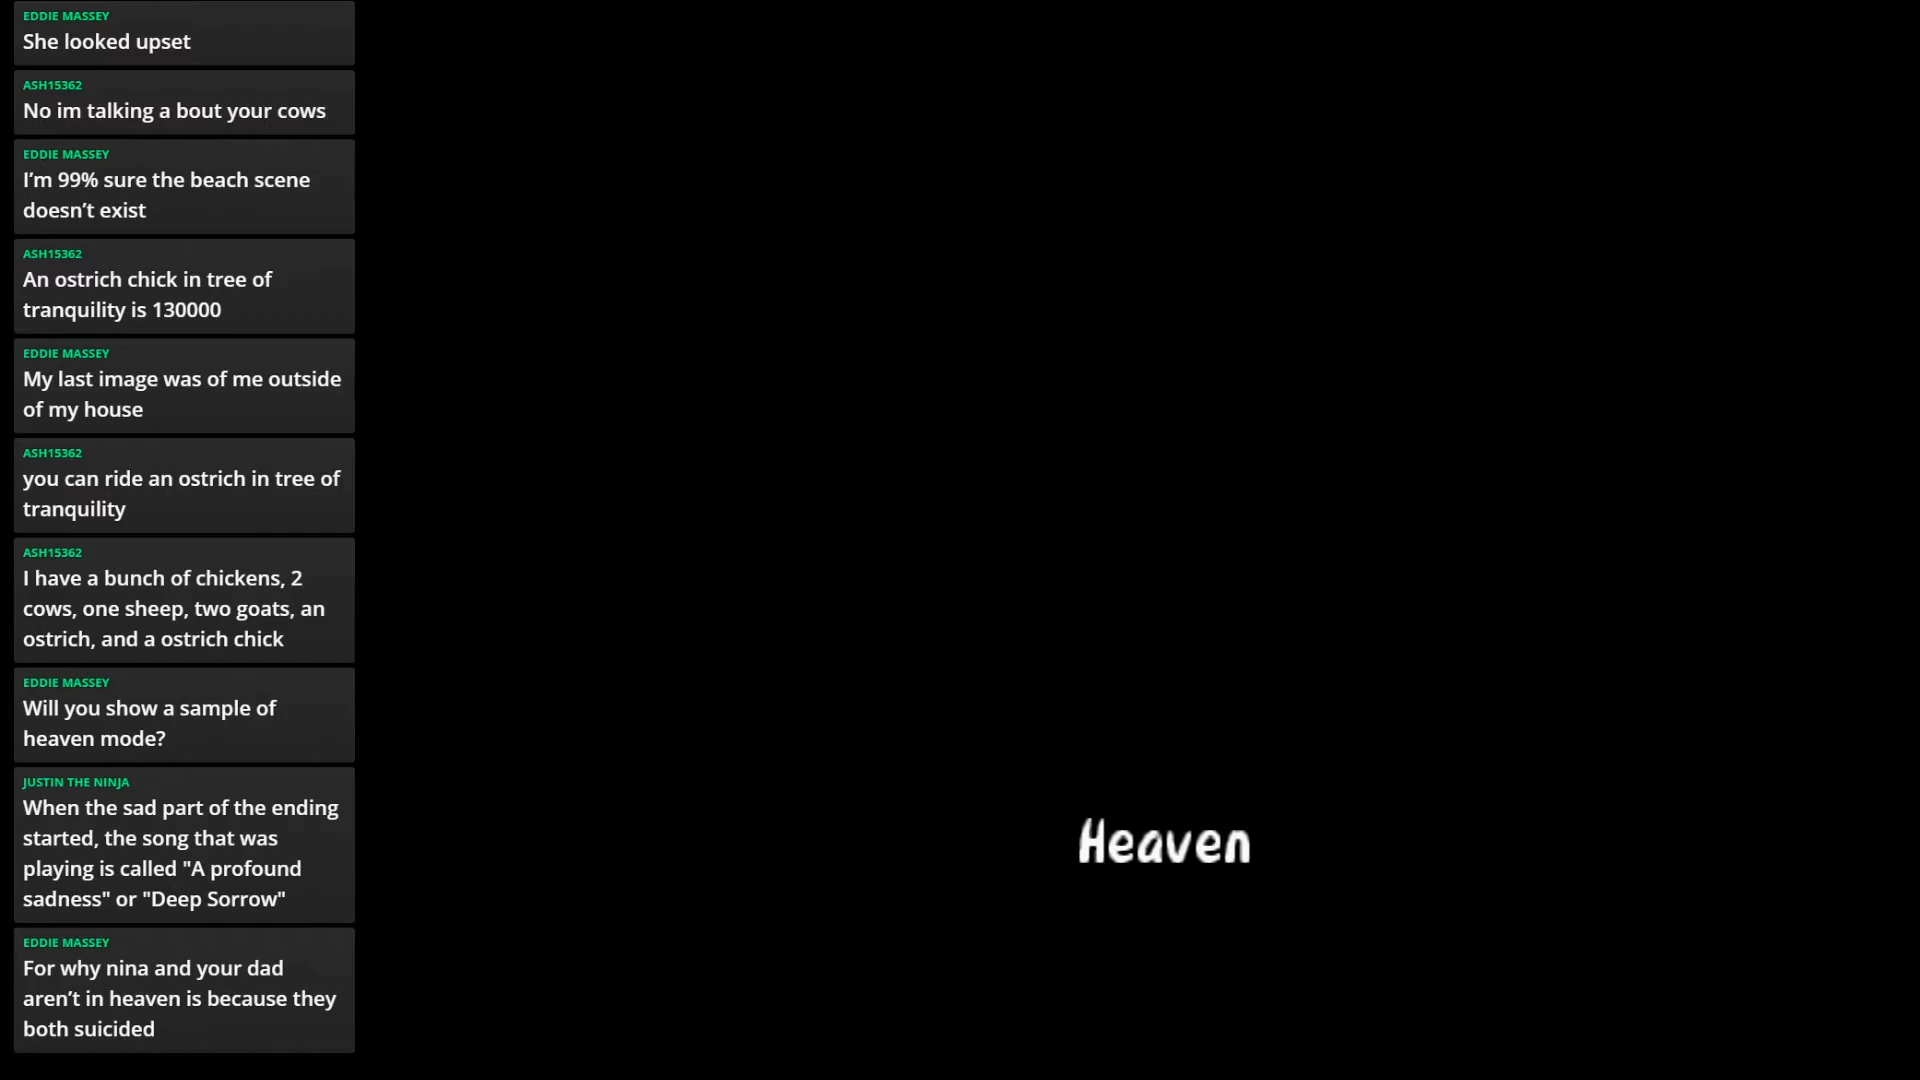 EDDIE MASSEY
She looked upset
ASH15362
No im talking a bout your cows
EDDIE MASSEY
I’m 99% sure the beach scene
doesn’t exist
ASH15362
An ostrich chick in tree of
tranquility is 130000
EDDIE MASSEY
My last image was of me outside
of my house
ASH15362
you can ride an ostrich in tree of
tranquility
ASH15362
I have a bunch of chickens, 2
cows, one sheep, two goats, an
ostrich, and a ostrich chick
EDDIE MASSEY
Will you show a sample of
heaven mode?
JUSTIN THE NINJA
When the sad part of the ending
started, the song that was
playing is called "A profound
sadness" or "Deep Sorrow"
EDDIE MASSEY
For why nina and your dad
aren’t in heaven is because they
both suicided
Heaven